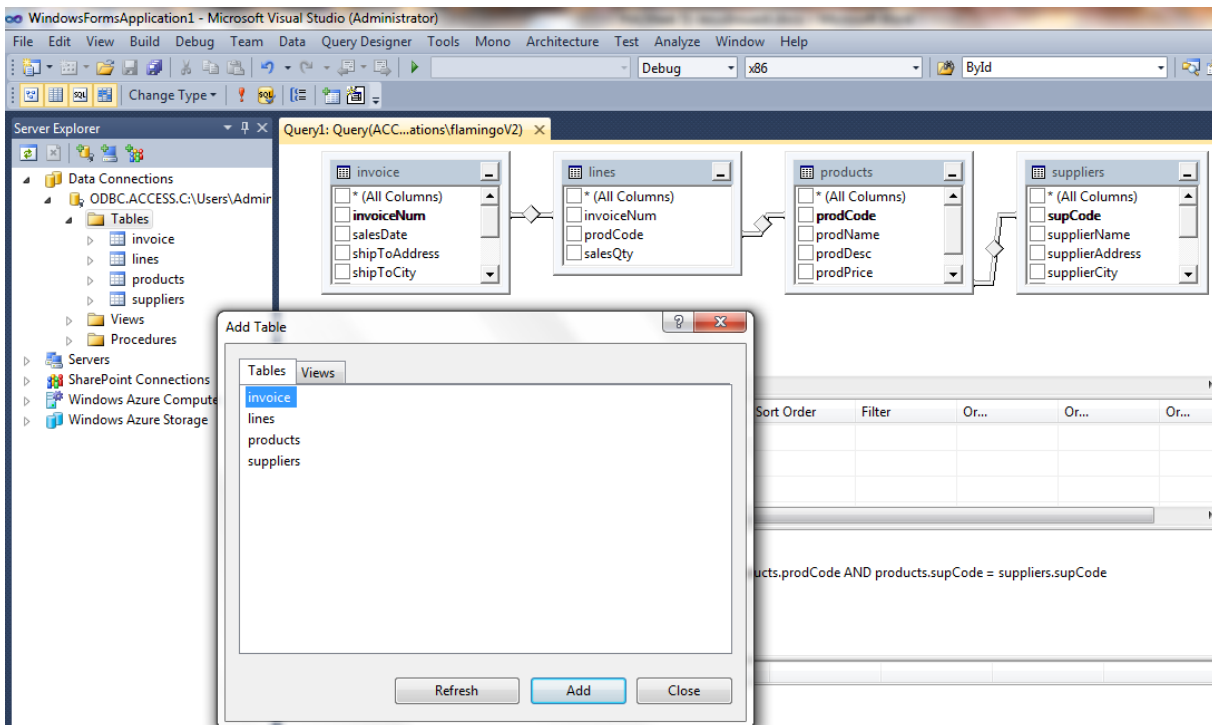 WindowsFormsApplication1 - Microsoft Visual Studio (Administrator)
File Edit View Build Debug Team Data Query Designer Tools Mono Architecture Test Analyze Window Help
Debug x86 ById
SQL Change Type
Server Explorer
Query1: Query(ACC...ations\flamingoV2)
Data Connections
ODBC.ACCESS.C:\Users\Admir
Tables
invoice
lines
products
suppliers
Views
Procedures
Servers
SharePoint Connections
Windows Azure Compute
Windows Azure Storage
invoice
* (All Columns)
invoiceNum
salesDate
shipToAddress
shipToCity
lines
* (All Columns)
invoiceNum
prodCode
salesQty
products
* (All Columns)
prodCode
prodName
prodDesc
prodPrice
suppliers
* (All Columns)
supCode
supplierName
supplierAddress
supplierCity
Add Table
Tables Views
invoice
lines
products
suppliers
Refresh Add Close
Sort Order Filter Or... Or... Or...
ucts.prodCode AND products.supCode = suppliers.supCode